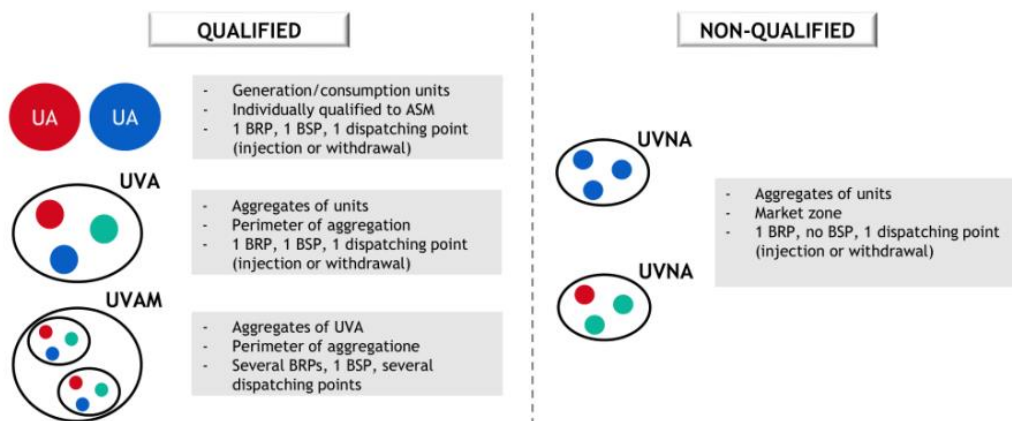 QUALIFIED
UA
UA
- Generation/consumption units
- Individually qualified to ASM
- 1 BRP, 1 BSP, 1 dispatching point
(injection or withdrawal)
UVA
- Aggregates of units
- Perimeter of aggregation
- 1 BRP, 1 BSP, 1 dispatching point
(injection or withdrawal)
UVAM
- Aggregates of UVA
- Perimeter of aggregatione
- Several BRPs, 1 BSP, several
dispatching points
NON-QUALIFIED
UVNA
UVNA
- Aggregates of units
- Market zone
- 1 BRP, no BSP, 1 dispatching point
(injection or withdrawal)